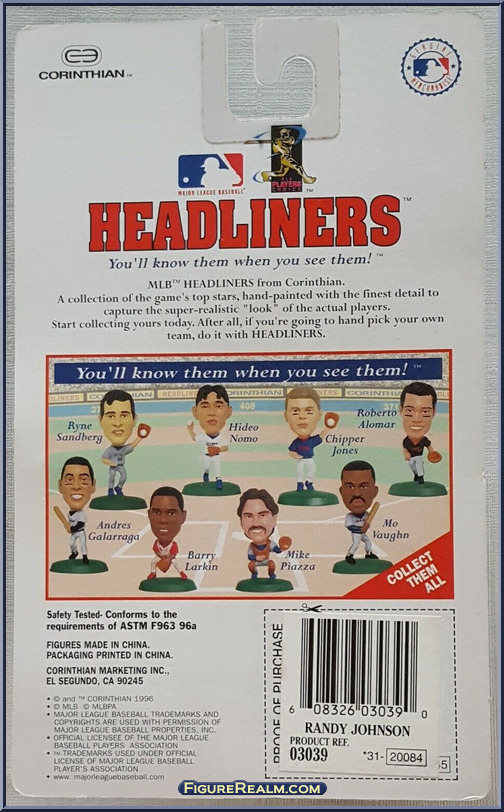 CORINTHIAN™
GENUINE
MERCHANDISE
MAJOR LEAGUE BASEBALL
MLB
PLAYERS
CHOICE
™
HEADLINERS™
You'll know them when you see them!™
MLB™ HEADLINERS from Corinthian.
A collection of the game's top stars, hand-painted with the finest detail to
capture the super-realistic "look" of the actual players.
Start collecting yours today. After all, if you're going to hand pick your own
team, do it with HEADLINERS.
You'll know them when you see them!™
HEADLINERS CORINTHIAN
408
Ryne
Sandberg
Hideo
Nomo
Chipper
Jones
Roberto
Alomar
Andres
Galarraga
Barry
Larkin
Mike
Piazza
Mo
Vaughn
COLLECT
THEM
ALL
Safety Tested- Conforms to the
requirements of ASTM F963 96a
FIGURES MADE IN CHINA.
PACKAGING PRINTED IN CHINA.
CORINTHIAN MARKETING INC.,
EL SEGUNDO, CA 90245
• © and ™ CORINTHIAN 1996
• © MLB © MLBPA
• MAJOR LEAGUE BASEBALL TRADEMARKS AND
COPYRIGHTS ARE USED WITH PERMISSION OF
MAJOR LEAGUE BASEBALL PROPERTIES, INC.
• OFFICIAL LICENSEE OF THE MAJOR LEAGUE
BASEBALL PLAYERS ASSOCIATION
• ™ TRADEMARKS USED UNDER OFFICIAL
LICENSE OF MAJOR LEAGUE BASEBALL
PLAYER'S ASSOCIATION
• www.majorleaguebaseball.com
PROOF OF PURCHASE
6 08326 03039 0
RANDY JOHNSON
PRODUCT REF.
03039
*31- 20084
FIGUREREALM.COM